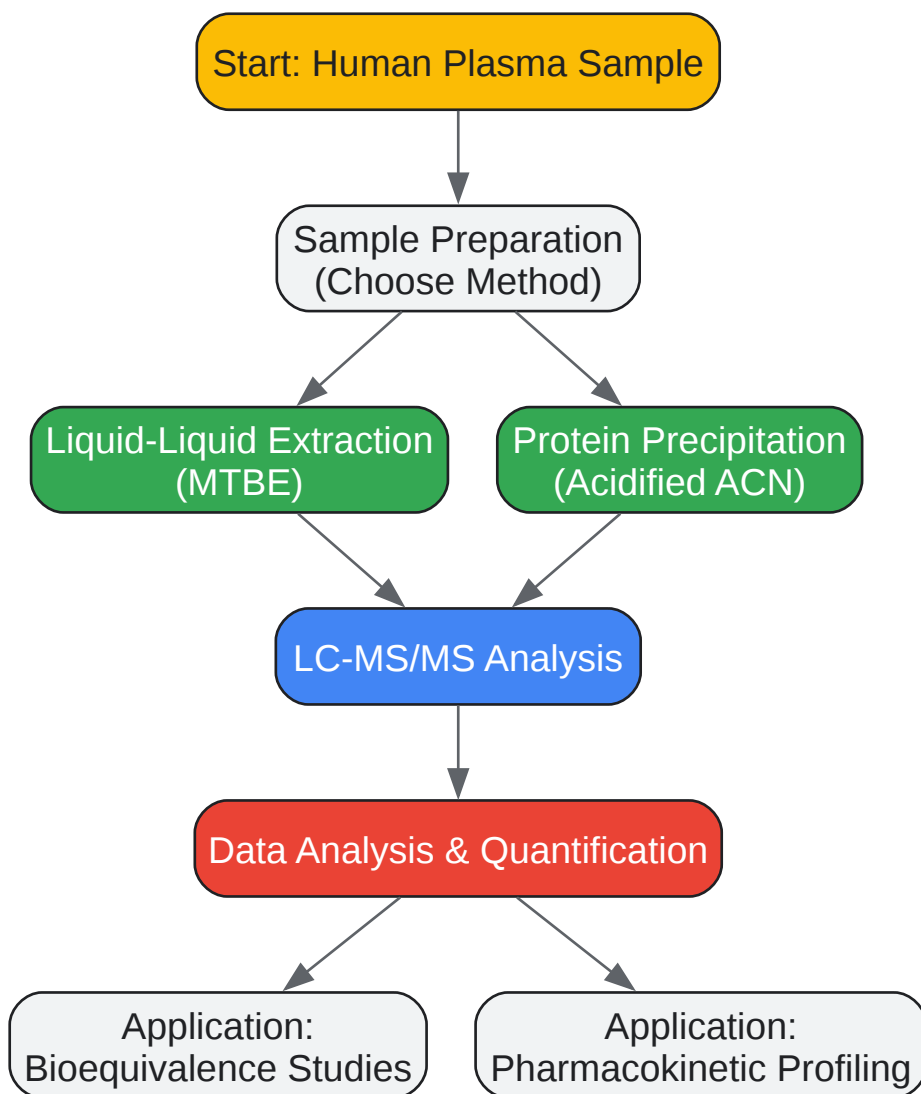 Start: Human Plasma Sample
Sample Preparation
(Choose Method)
Liquid-Liquid Extraction
(MTBE)
Protein Precipitation
(Acidified ACN)
LC-MS/MS Analysis
Data Analysis & Quantification
Application:
Bioequivalence Studies
Application:
Pharmacokinetic Profiling